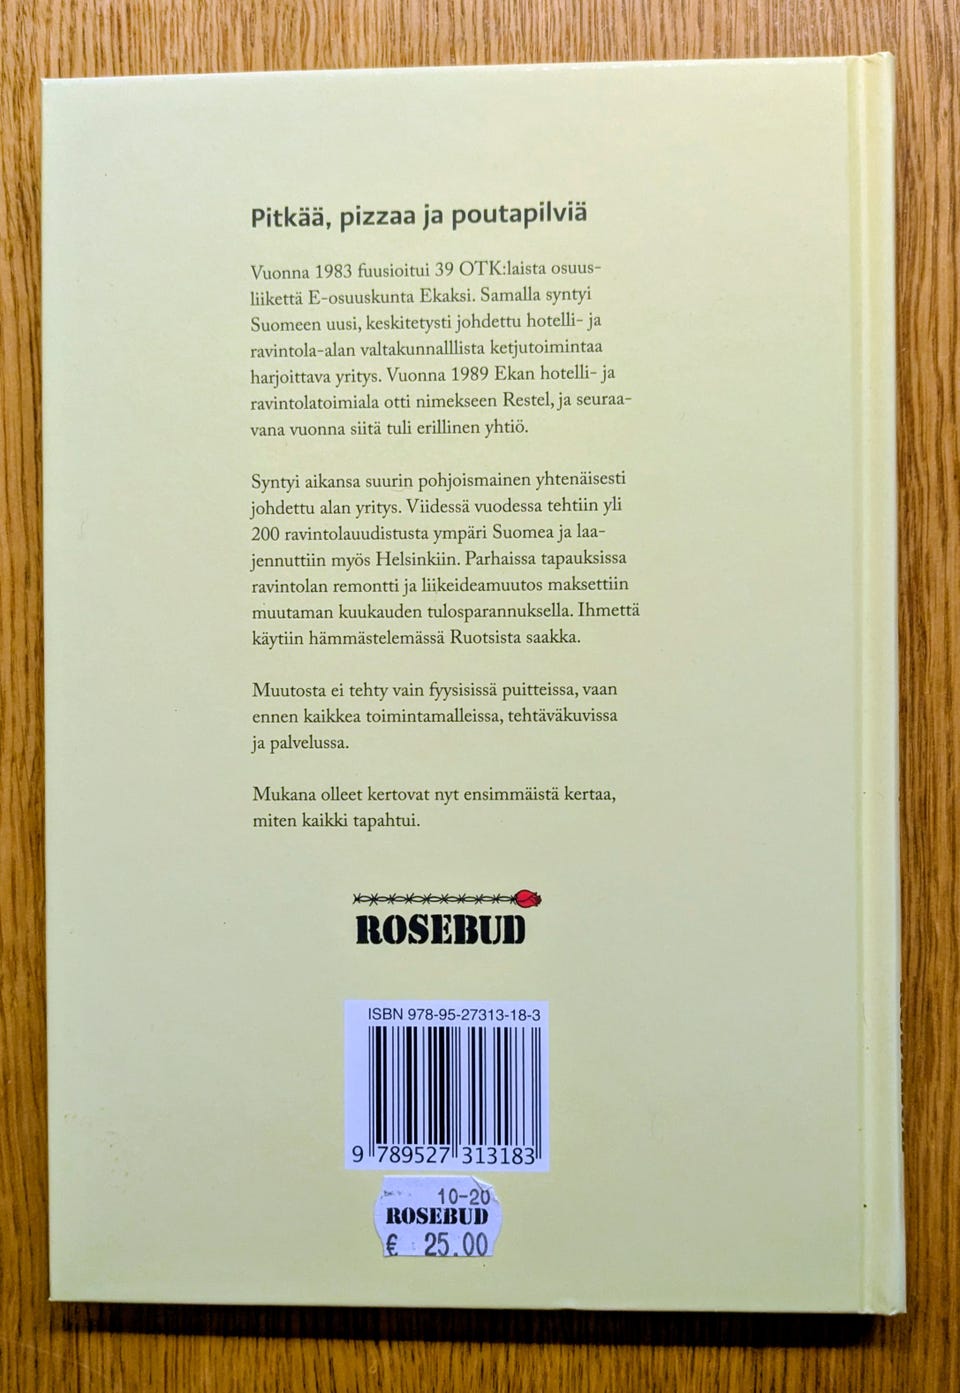 Pitkää, pizzaa ja poutapilviä
Vuonna 1983 fuusioitui 39 OTK:laista osuus-
liikettä E-osuuskunta Ekaksi. Samalla syntyi
Suomeen uusi, keskitetysti johdettu hotelli- ja
ravintola-alan valtakunnalllista ketjutoimintaa
harjoittava yritys. Vuonna 1989 Ekan hotelli- ja
ravintolatoimiala otti nimekseen Restel, ja seuraa-
vana vuonna siitä tuli erillinen yhtiö.
Syntyi aikansa suurin pohjoismainen yhtenäisesti
johdettu alan yritys. Viidessä vuodessa tehtiin yli
200 ravintolauudistusta ympäri Suomea ja laa-
jennuttiin myös Helsinkiin. Parhaissa tapauksissa
ravintolan remontti ja liikeideamuutos maksettiin
muutaman kuukauden tulosparannuksella. Ihmettä
käytiin hämmästelemässä Ruotsista saakka.
Muutosta ei tehty vain fyysisissä puitteissa, vaan
ennen kaikkea toimintamalleissa, tehtäväkuvissa
ja palvelussa.
Mukana olleet kertovat nyt ensimmäistä kertaa,
miten kaikki tapahtui.
ROSEBUD
ISBN 978-95-27313-18-3
9 789527 313183
10-20
ROSEBUD
€ 25.00